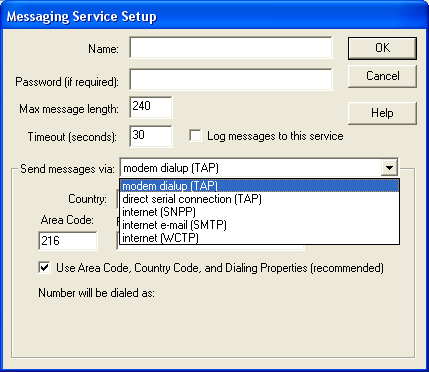 Messaging Service Setup
Name:
OK
Password (if required):
Cancel
Max message length: 240
Help
Timeout (seconds): 30 Log messages to this service
Send messages via: modem dialup (TAP)
modem dialup (TAP)
direct serial connection (TAP)
internet (SNPP)
internet e-mail (SMTP)
internet (WCTP)
Country:
Area Code:
216
Use Area Code, Country Code, and Dialing Properties (recommended)
Number will be dialed as: